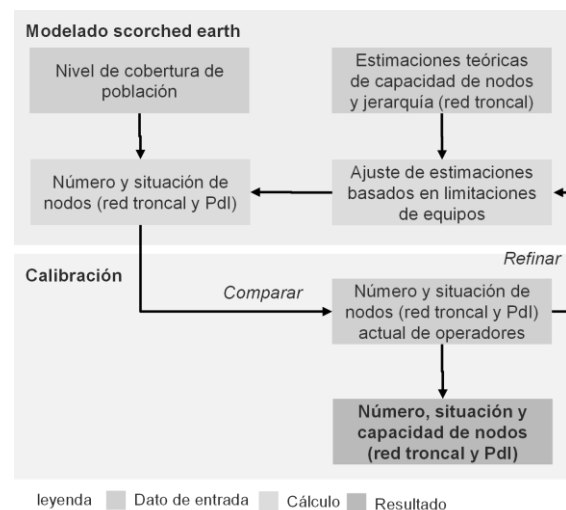 Modelado scorched earth
Nivel de cobertura de
población
Estimaciones teóricas
de capacidad de nodos
y jerarquía (red troncal)
Número y situación de
nodos (red troncal y PdI)
Ajuste de estimaciones
basados en limitaciones
de equipos
Refinar
Calibración
Comparar
Número y situación de
nodos (red troncal y PdI)
actual de operadores
Número, situación y
capacidad de nodos
(red troncal y PdI)
leyenda Dato de entrada Cálculo Resultado